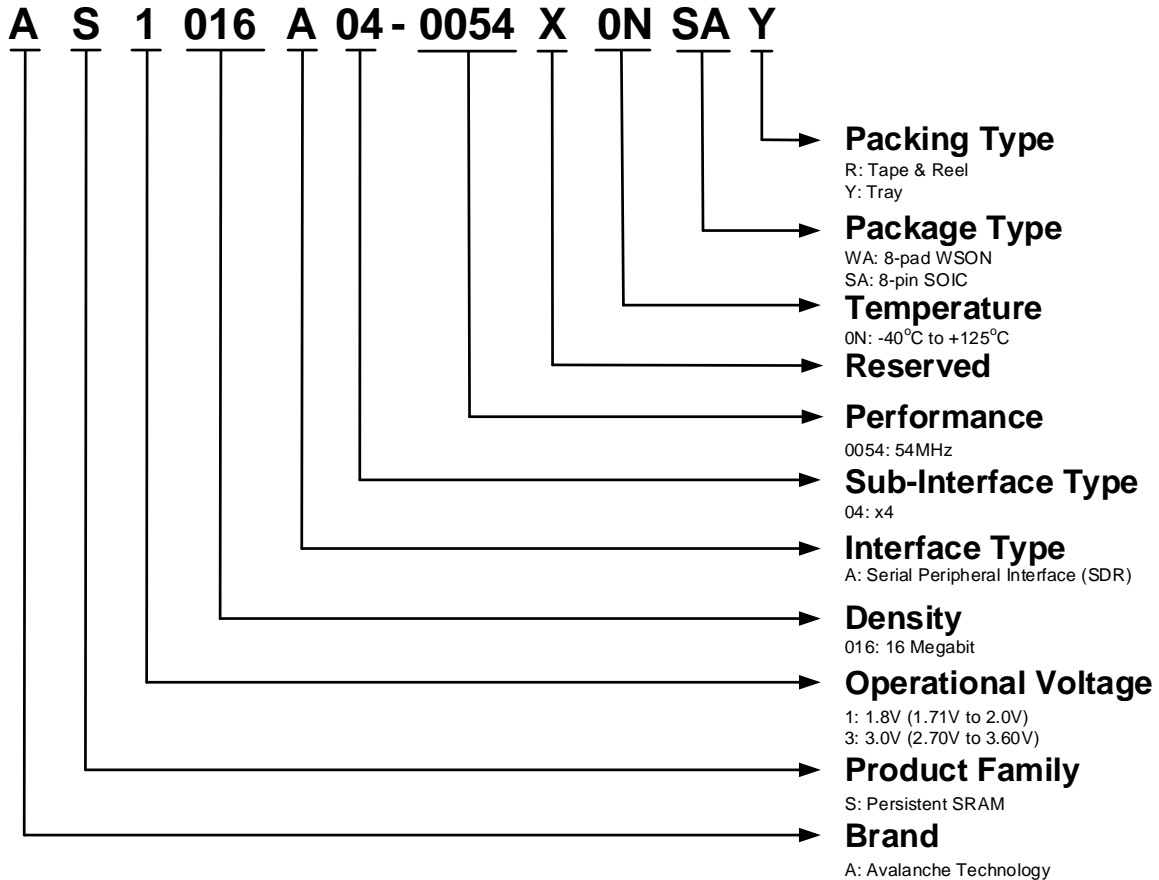 A S 1 016 A 04 - 0054 X 0N SA Y
Packing Type
R: Tape & Reel
Y: Tray
Package Type
WA: 8-pad WSON
SA: 8-pin SOIC
Temperature
0N: -40°C to +125°C
Reserved
Performance
0054: 54MHz
Sub-Interface Type
04: x4
Interface Type
A: Serial Peripheral Interface (SDR)
Density
016: 16 Megabit
Operational Voltage
1: 1.8V (1.71V to 2.0V)
3: 3.0V (2.70V to 3.60V)
Product Family
S: Persistent SRAM
Brand
A: Avalanche Technology